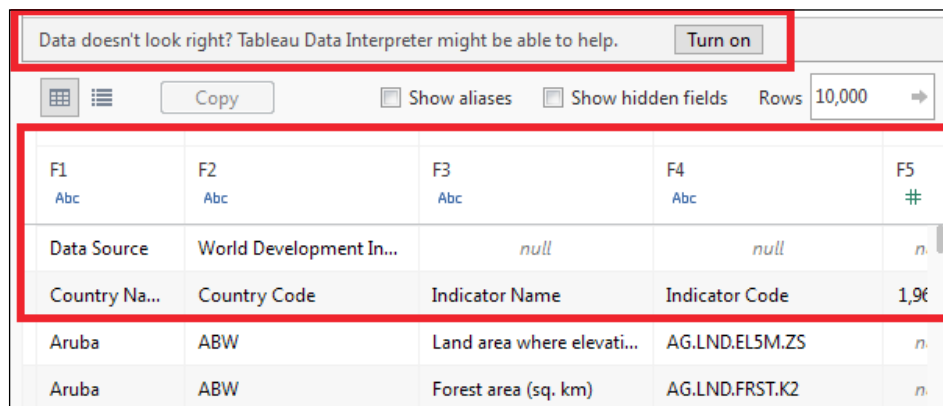 Data doesn't look right? Tableau Data Interpreter might be able to help. Turn on
Copy Show aliases Show hidden fields Rows 10,000
F1 F2 F3 F4 F5
Abc Abc Abc Abc #
Data Source World Development In... null null
Country Na... Country Code Indicator Name Indicator Code 1,96
Aruba ABW Land area where elevati... AG.LND.EL5M.ZS
Aruba ABW Forest area (sq. km) AG.LND.FRST.K2